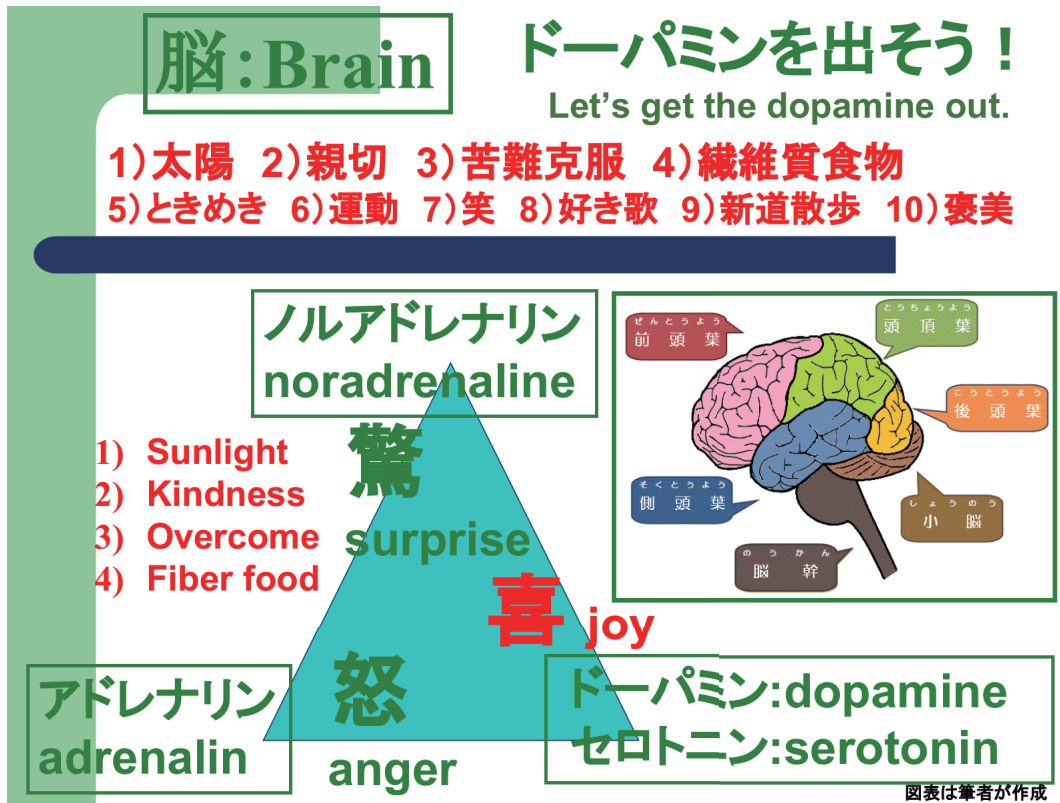 脳：Brain
ドーパミンを出そう！
Let's get the dopamine out.
1）太陽 2）親切 3）苦難克服 4）繊維質食物
5）ときめき 6）運動 7）笑 8）好き歌 9）新道散歩 10）褒美
ノルアドレナリン
noradrenaline
1) Sunlight
2) Kindness
3) Overcome
4) Fiber food
驚
surprise
喜 joy
怒
anger
アドレナリン
adrenalin
ドーパミン:dopamine
セロトニン:serotonin
ぜんとうよう
前頭葉
とうちょうよう
頭頂葉
こうとうよう
後頭葉
そくとうよう
側頭葉
しょうのう
小脳
のうかん
脳幹
図表は筆者が作成